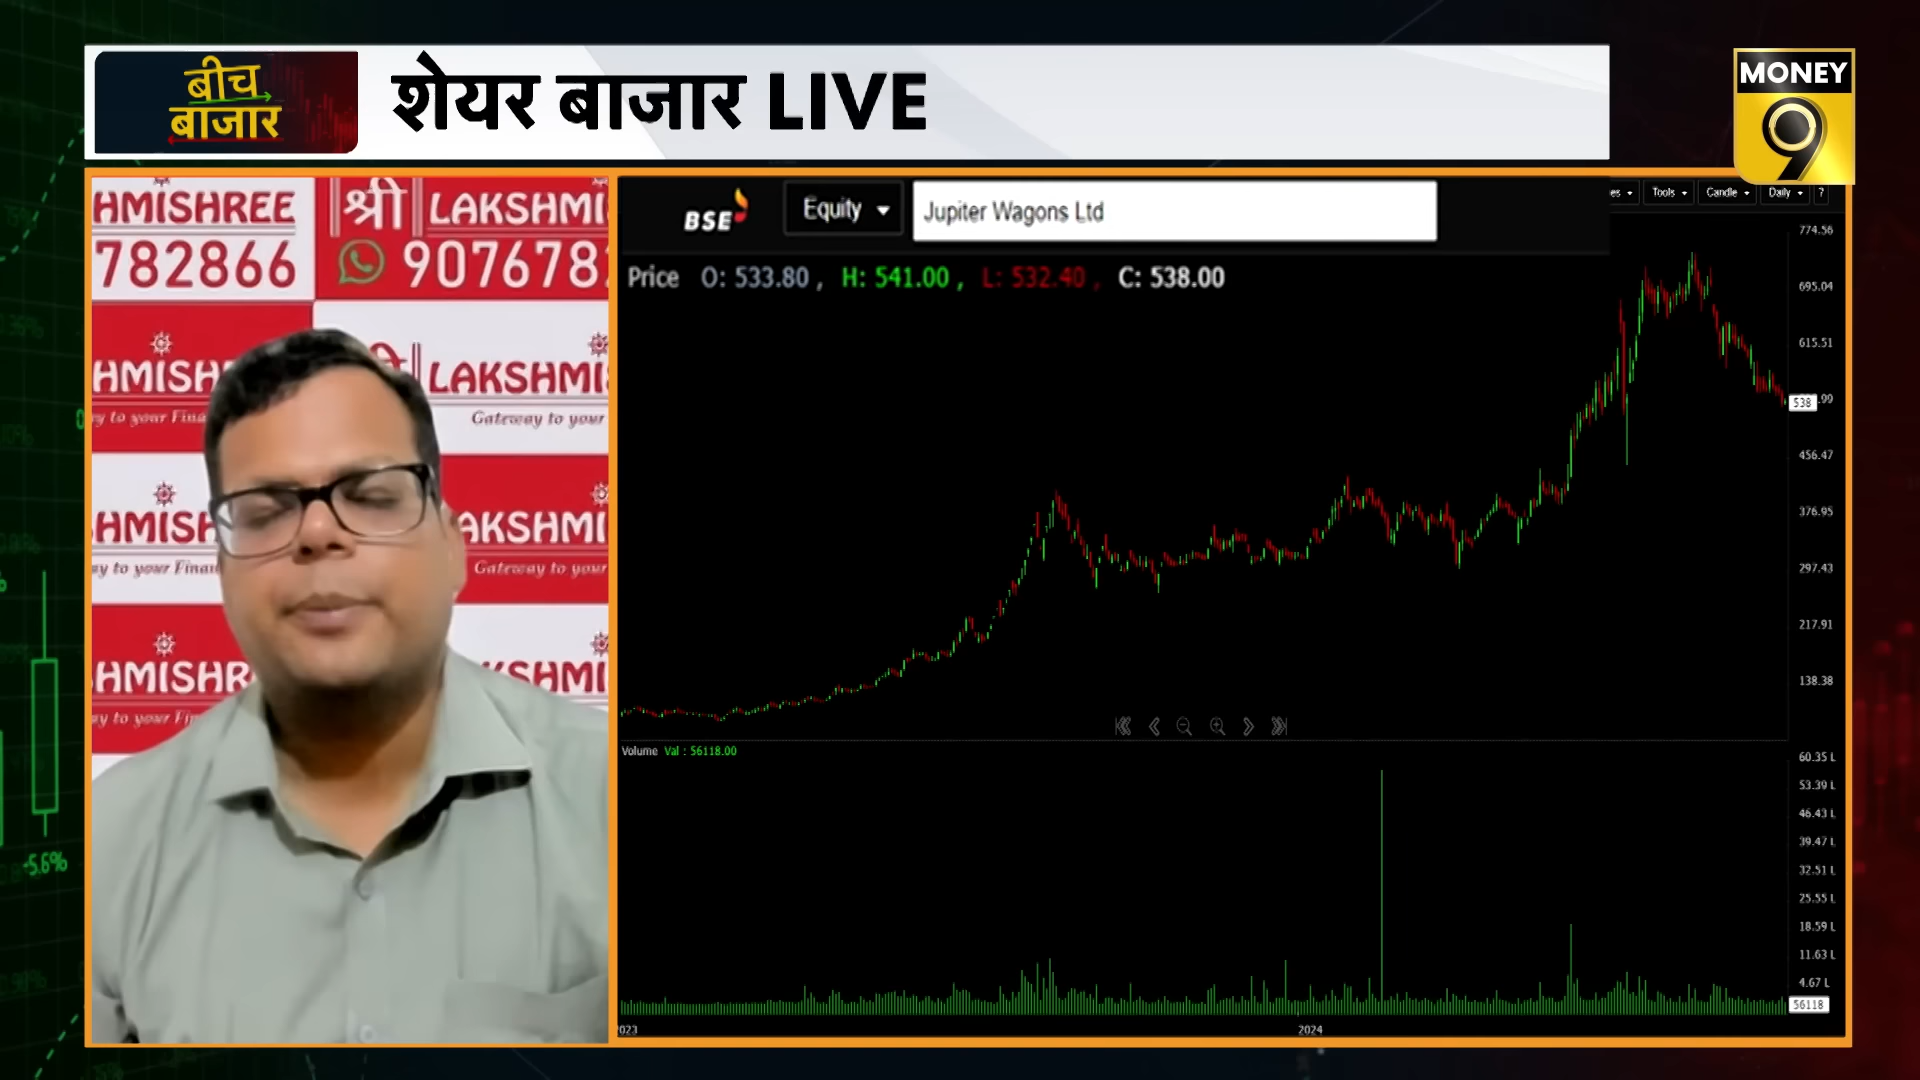 बीच
बाजार
शेयर बाजार LIVE
MONEY
9
HMISHREE
782866
श्री LAKSHMI
907678
HMISH
LAKSHMI
Gateway to your
HMISH
AKSHMI
Gateway to your
HMISHR
KSHMI
BSE
Equity
Jupiter Wagons Ltd
Tools
Candle
Daily
?
Price O: 533.80 , H: 541.00 , L: 532.40 , C: 538.00
774.56
695.04
615.51
538
.99
456.47
376.95
297.43
217.91
138.38
Volume Val : 56118.00
60.35 L
53.39 L
46.43 L
39.47 L
32.51 L
25.55 L
18.59 L
11.63 L
4.67 L
56118
023
2024
-5.6%